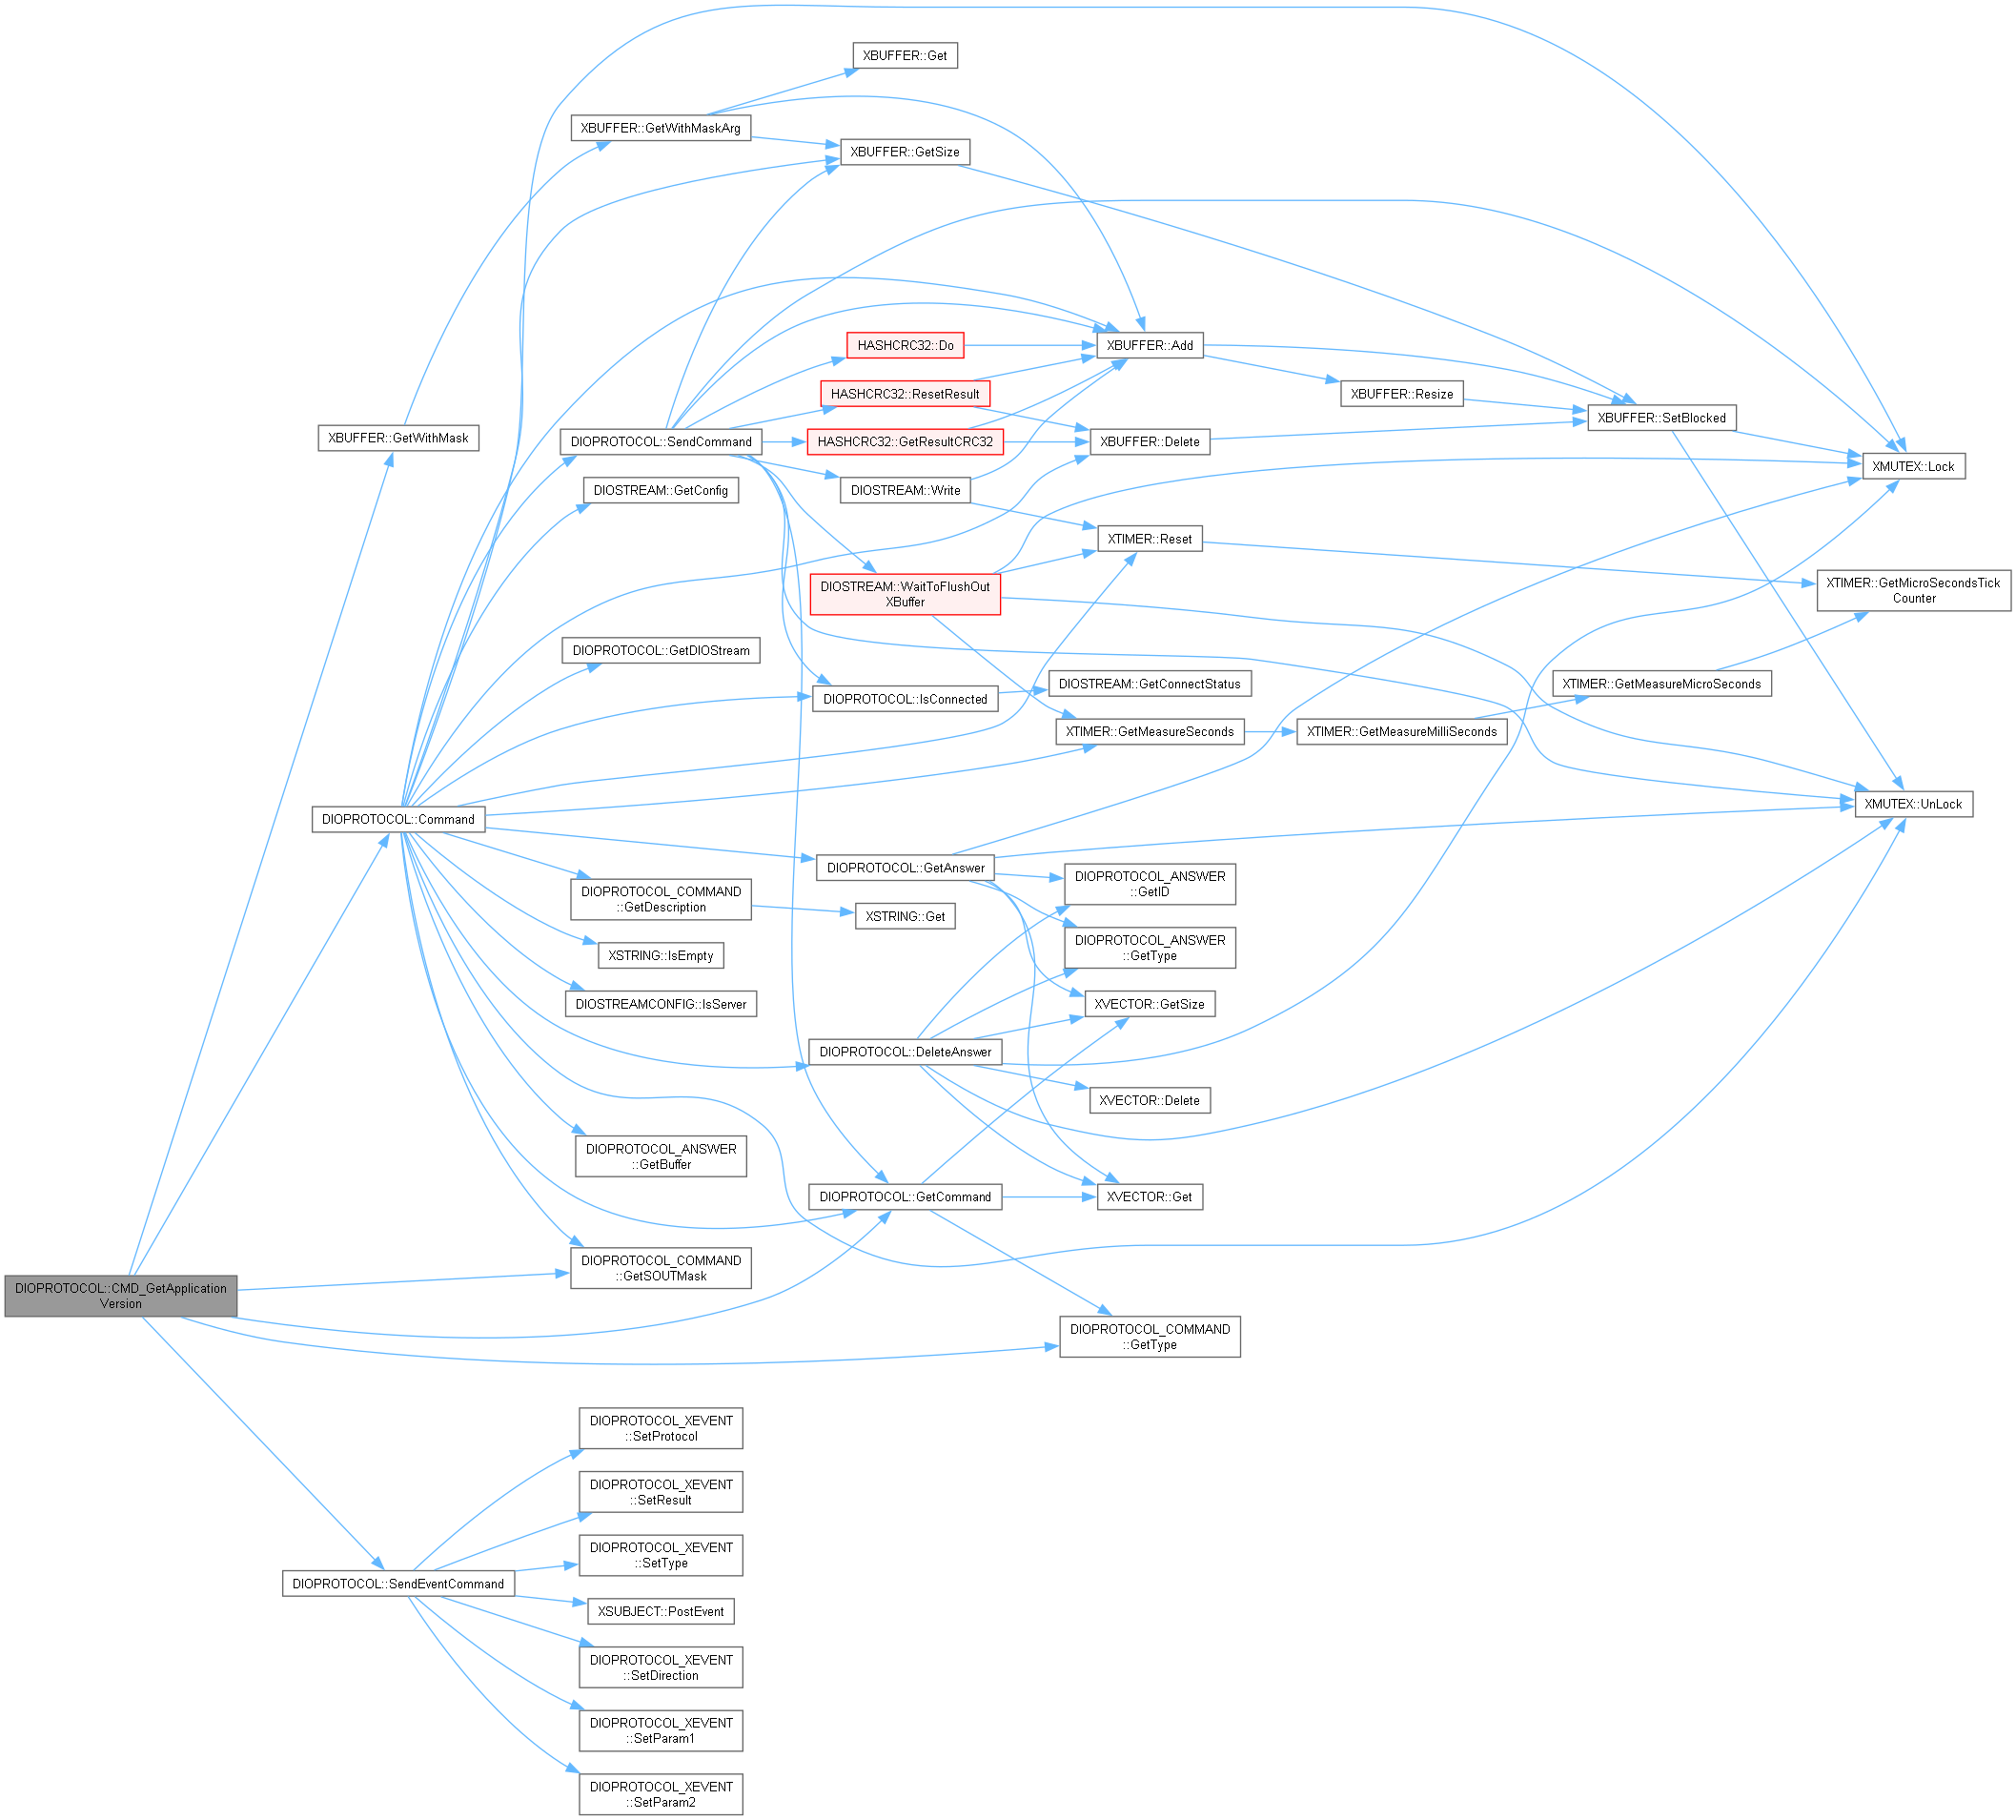 XBUFFER::Get
XBUFFER::GetWithMaskArg
XBUFFER::GetSize
HASHCRC32::Do
XBUFFER::Add
HASHCRC32::ResetResult
XBUFFER::Resize
XBUFFER::SetBlocked
XBUFFER::GetWithMask
DIOPROTOCOL::SendCommand
HASHCRC32::GetResultCRC32
XBUFFER::Delete
XMUTEX::Lock
DIOSTREAM::GetConfig
DIOSTREAM::Write
XTIMER::Reset
DIOSTREAM::WaitToFlushOut
XBuffer
XTIMER::GetMicroSecondsTick
Counter
DIOPROTOCOL::GetDIOStream
DIOPROTOCOL::IsConnected
DIOSTREAM::GetConnectStatus
XTIMER::GetMeasureMicroSeconds
XTIMER::GetMeasureSeconds
XTIMER::GetMeasureMilliSeconds
XMUTEX::UnLock
DIOPROTOCOL::Command
DIOPROTOCOL::GetAnswer
DIOPROTOCOL_ANSWER
::GetID
DIOPROTOCOL_COMMAND
::GetDescription
XSTRING::Get
DIOPROTOCOL_ANSWER
::GetType
XSTRING::IsEmpty
DIOSTREAMCONFIG::IsServer
XVECTOR::GetSize
DIOPROTOCOL::DeleteAnswer
XVECTOR::Delete
DIOPROTOCOL_ANSWER
::GetBuffer
DIOPROTOCOL::GetCommand
XVECTOR::Get
DIOPROTOCOL_COMMAND
::GetSOUTMask
DIOPROTOCOL::CMD_GetApplication
Version
DIOPROTOCOL_COMMAND
::GetType
DIOPROTOCOL_XEVENT
::SetProtocol
DIOPROTOCOL_XEVENT
::SetResult
DIOPROTOCOL_XEVENT
::SetType
DIOPROTOCOL::SendEventCommand
XSUBJECT::PostEvent
DIOPROTOCOL_XEVENT
::SetDirection
DIOPROTOCOL_XEVENT
::SetParam1
DIOPROTOCOL_XEVENT
::SetParam2